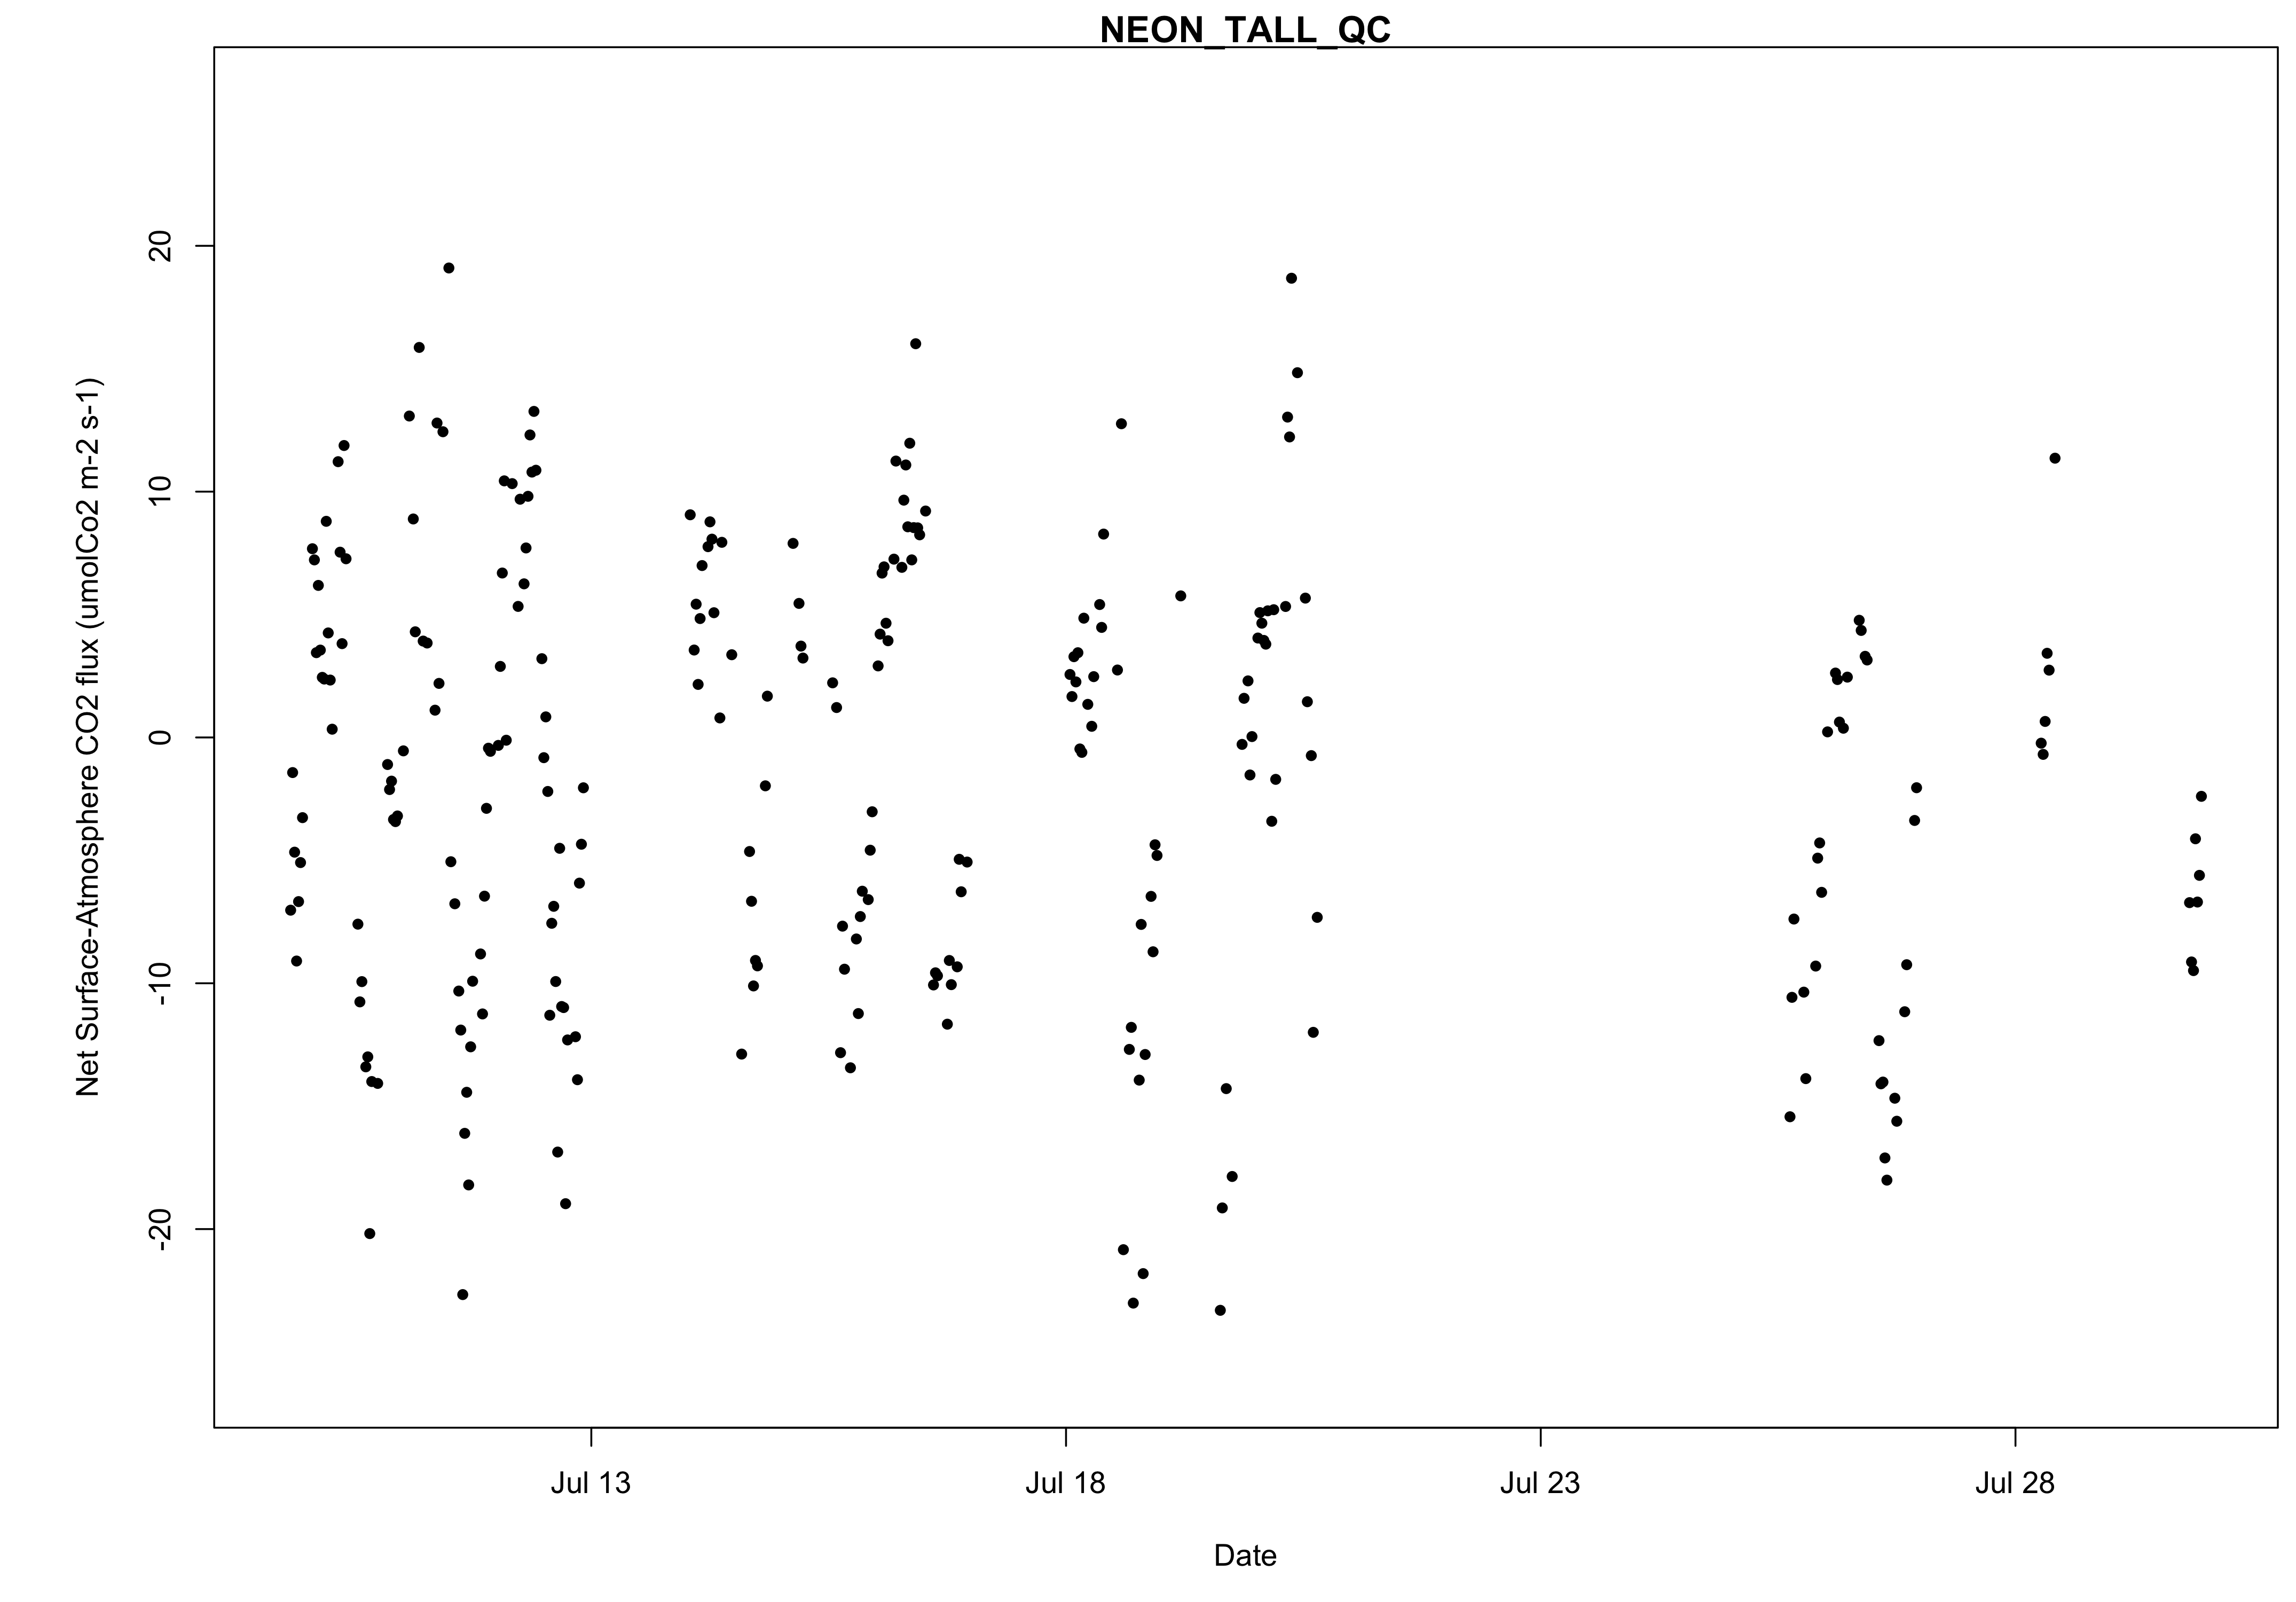 NEON_TALL_QC
Net Surface-Atmosphere CO2 flux (umolCo2 m-2 s-1)
20
10
0
-10
-20
Jul 13
Jul 18
Jul 23
Jul 28
Date